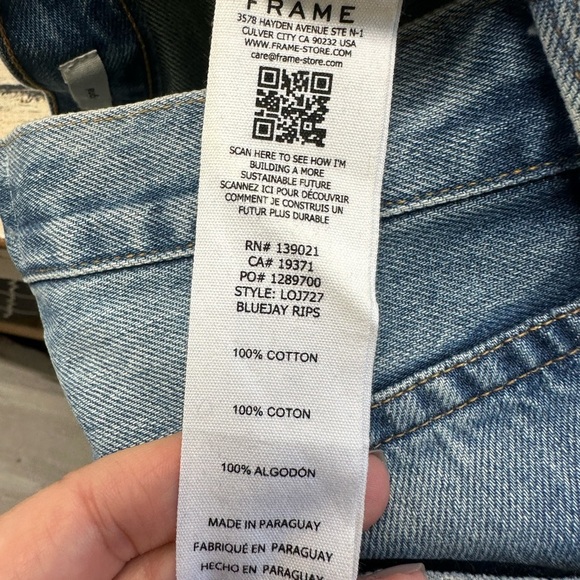 FRAME
3578 HAYDEN AVENUE STE N-1
CULVER CITY CA 90232 USA
WWW.FRAME-STORE.COM
care@frame-store.com
SCAN HERE TO SEE HOW I'M
BUILDING A MORE
SUSTAINABLE FUTURE
SCANNEZ ICI POUR DÉCOUVRIR
COMMENT JE CONSTRUIS UN
FUTUR PLUS DURABLE
RN# 139021
CA# 19371
PO# 1289700
STYLE: LOJ727
BLUEJAY RIPS
100% COTTON
100% COTON
100% ALGODÓN
MADE IN PARAGUAY
FABRIQUÉ EN PARAGUAY
HECHO EN PARAGUAY